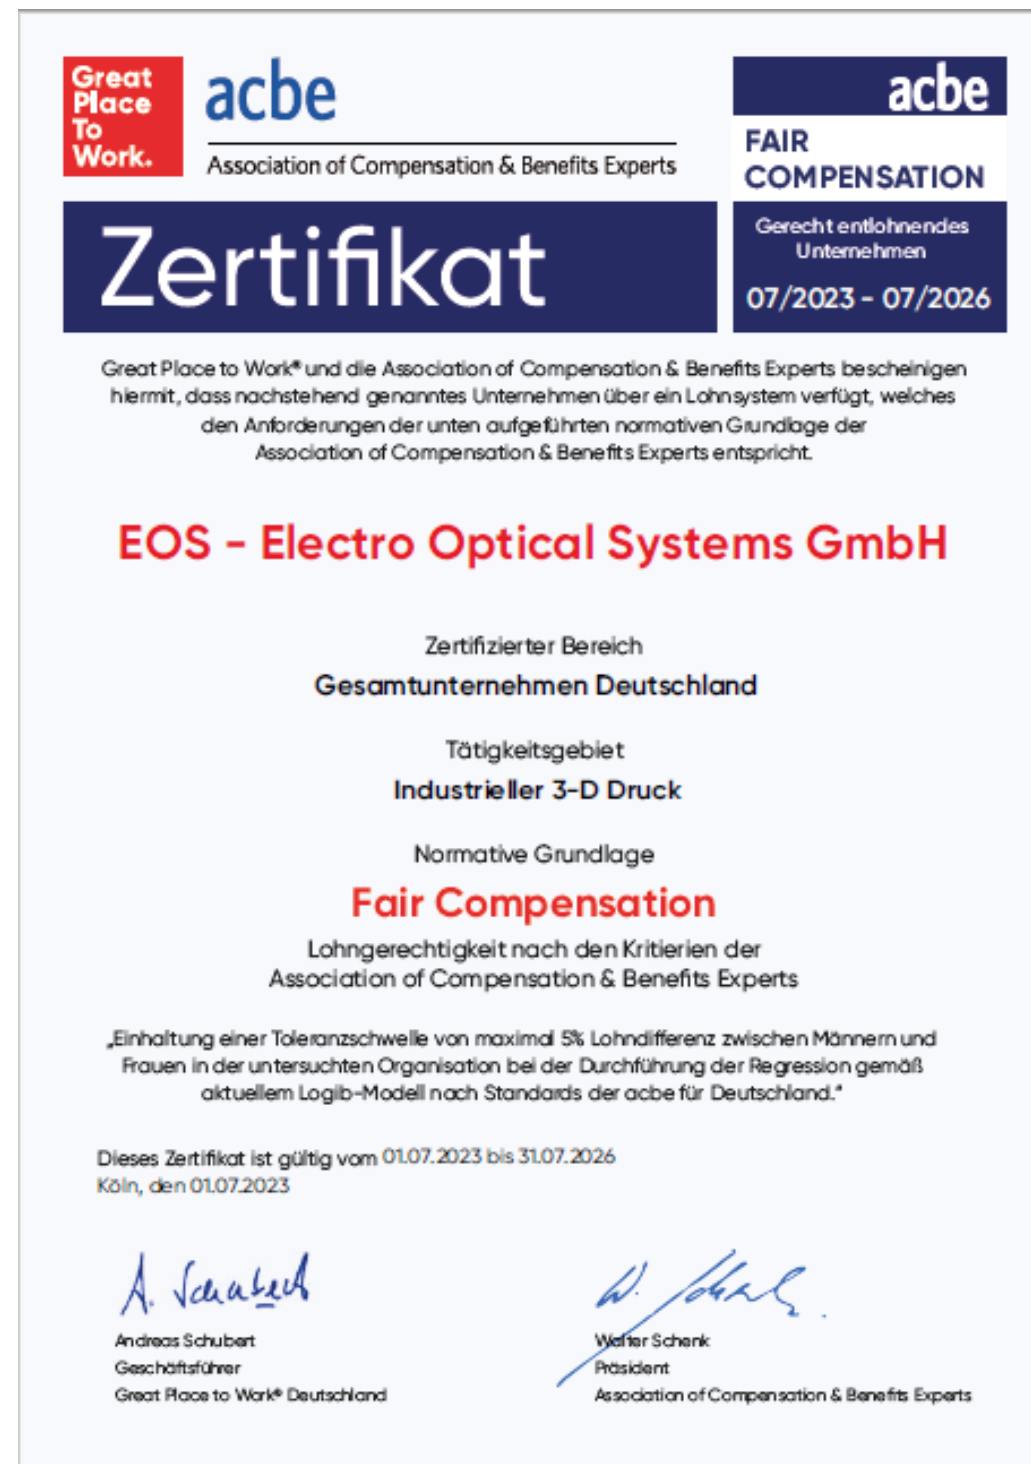 Great
Place
To
Work.
acbe
Association of Compensation & Benefits Experts
acbe
FAIR
COMPENSATION
Gerecht entlohnendes
Unternehmen
07/2023 - 07/2026
Zertifikat
Great Place to Work® und die Association of Compensation & Benefits Experts bescheinigen
hiermit, dass nachstehend genanntes Unternehmen über ein Lohnsystem verfügt, welches
den Anforderungen der unten aufgeführten normativen Grundlage der
Association of Compensation & Benefits Experts entspricht.
EOS - Electro Optical Systems GmbH
Zertifizierter Bereich
Gesamtunternehmen Deutschland
Tätigkeitsgebiet
Industrieller 3-D Druck
Normative Grundlage
Fair Compensation
Lohngerechtigkeit nach den Kritierien der
Association of Compensation & Benefits Experts
„Einhaltung einer Toleranzschwelle von maximal 5% Lohndifferenz zwischen Männern und
Frauen in der untersuchten Organisation bei der Durchführung der Regression gemäß
aktuellem Logib-Modell nach Standards der acbe für Deutschland.“
Dieses Zertifikat ist gültig vom 01.07.2023 bis 31.07.2026
Köln, den 01.07.2023
A. Schubert
W. Schenk
Andreas Schubert
Geschäftsführer
Great Place to Work® Deutschland
Walter Schenk
Präsident
Association of Compensation & Benefits Experts